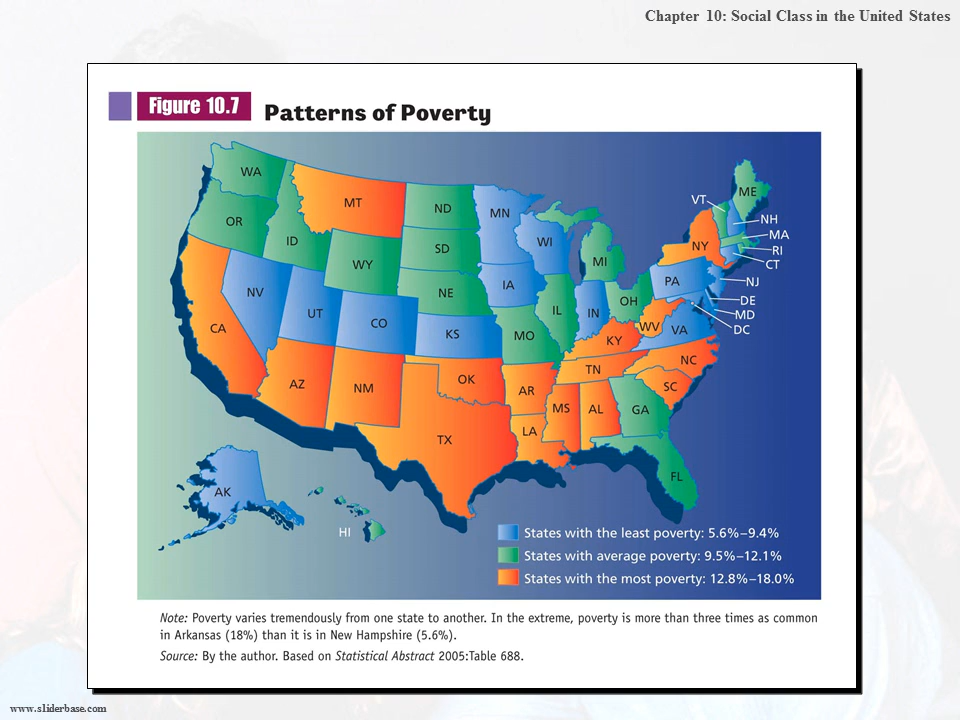 Chapter 10: Social Class in the United States
Figure 10.7 Patterns of Poverty
WA
OR
ID
MT
WY
ND
SD
NE
MN
WI
IA
MI
IL
IN
OH
NV
UT
CO
KS
MO
CA
AZ
NM
OK
TX
AR
LA
MS
AL
TN
KY
WV
VA
NC
SC
GA
FL
PA
NY
VT
ME
NH
MA
RI
CT
NJ
DE
MD
DC
AK
HI
States with the least poverty: 5.6%–9.4%
States with average poverty: 9.5%–12.1%
States with the most poverty: 12.8%–18.0%
Note: Poverty varies tremendously from one state to another. In the extreme, poverty is more than three times as common
in Arkansas (18%) than it is in New Hampshire (5.6%).
Source: By the author. Based on Statistical Abstract 2005:Table 688.
www.sliderbase.com